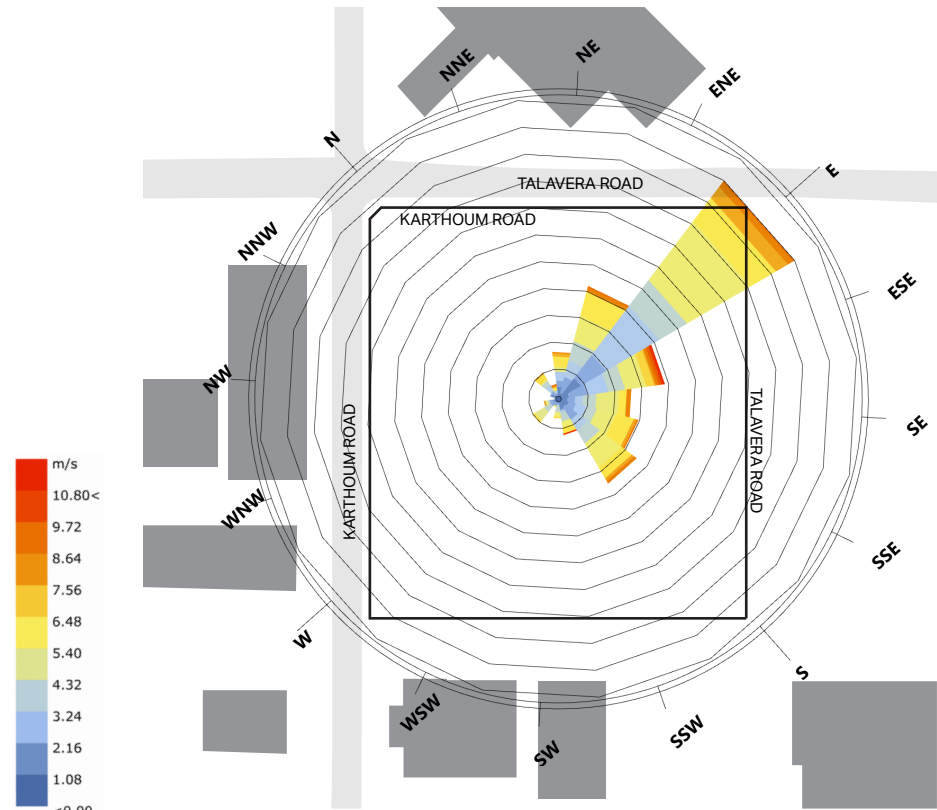 NE
NNE
ENE
N
E
TALAVERA ROAD
KARTHOUM ROAD
NNW
ESE
NW
TALAVERA ROAD
SE
KARTHOUM ROAD
m/s
10.80<
9.72
8.64
7.56
6.48
5.40
4.32
3.24
2.16
1.08
<0.00
WNW
SSE
W
S
WSW
SSW
SW